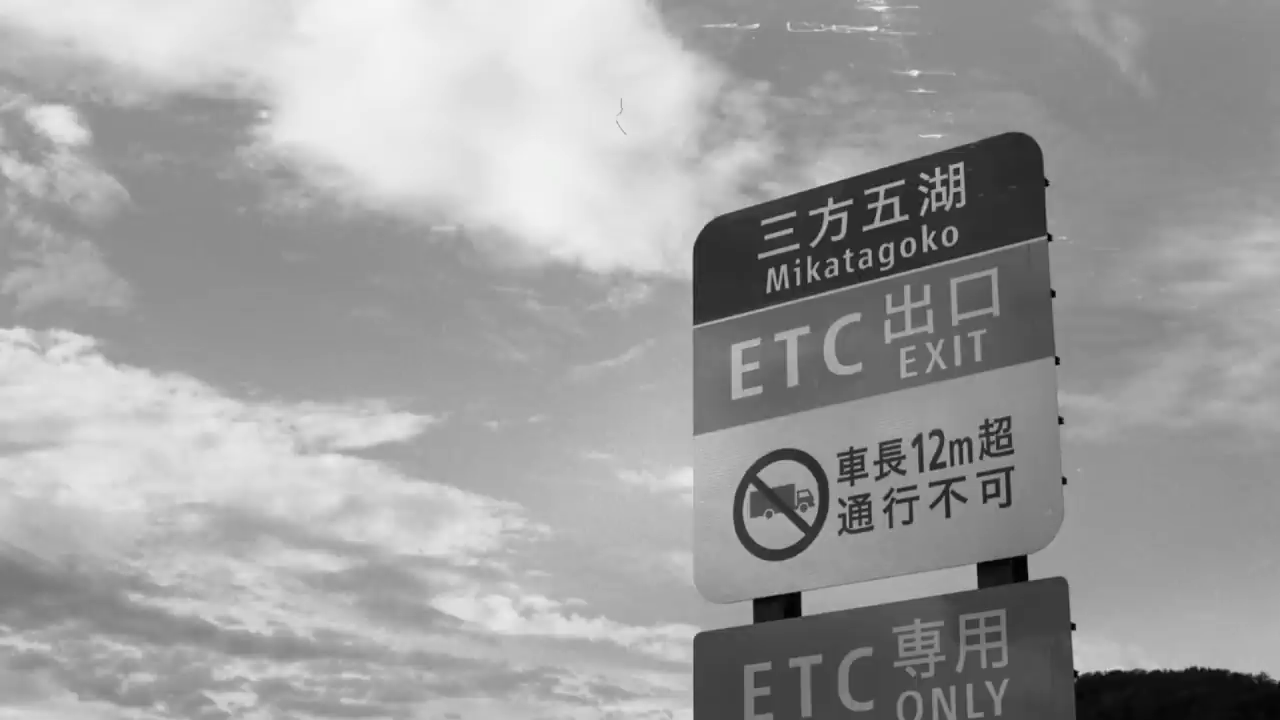 三方五湖
Mikatagoko
ETC 出口
EXIT
車長12m超
通行不可
ETC 専用
ONLY